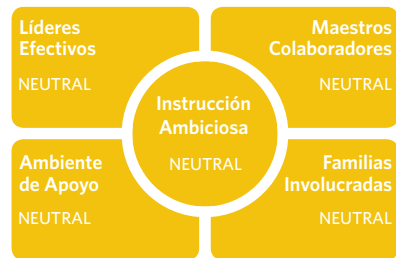 Líderes
Efectivos
NEUTRAL
Maestros
Colaboradores
NEUTRAL
Instrucción
Ambiciosa
NEUTRAL
Ambiente
de Apoyo
NEUTRAL
Familias
Involucradas
NEUTRAL